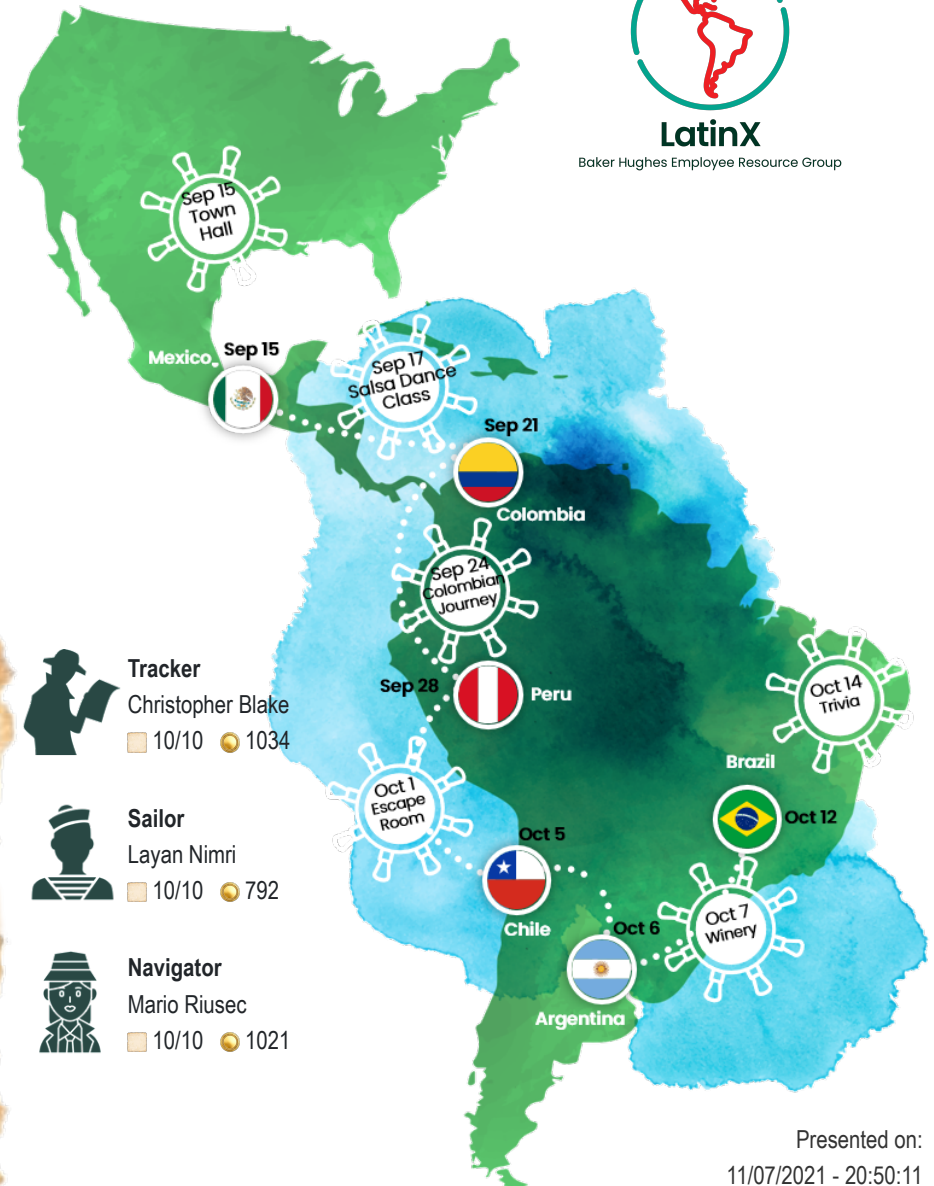 LatinX
Baker Hughes Employee Resource Group
Sep 15
Town
Hall
Mexico
Sep 15
Sep 17
Salsa Dance
Class
Sep 21
Colombia
Sep 24
Colombian
Journey
Sep 28
Peru
Oct 14
Trivia
Tracker
Christopher Blake
10/10 1034
Brazil
Oct 12
Oct 1
Escape
Room
Sailor
Layan Nimri
10/10 792
Oct 5
Chile
Oct 7
Winery
Oct 6
Argentina
Navigator
Mario Riusec
10/10 1021
Presented on:
11/07/2021 - 20:50:11